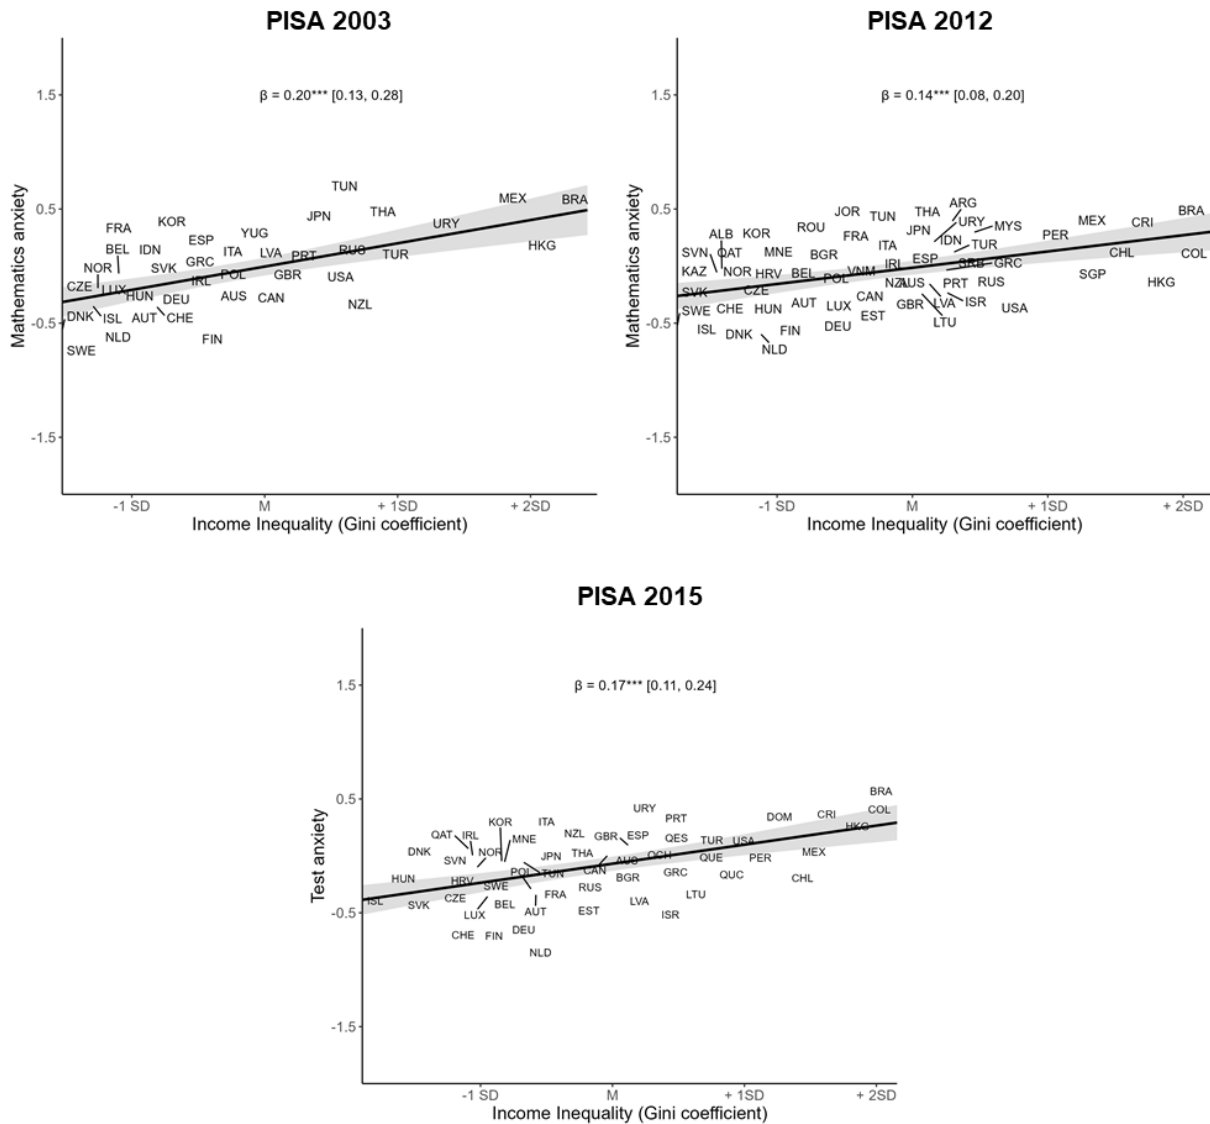 PISA 2003
β = 0.20*** [0.13, 0.28]
Mathematics anxiety
1.5
0.5
-0.5
-1.5
TUN
MEX
BRA
JPN
THA
KOR
FRA
URY
YUG
ESP
HKG
BEL
IDN
ITA
LVA
PRT
RUS
TUR
GRC
NOR
SVK
POL
GBR
USA
IRL
CZE
LUX
HUN
DEU
AUS
CAN
NZL
DNK
ISL
AUT
CHE
NLD
FIN
SWE
-1 SD
M
+ 1SD
+ 2SD
Income Inequality (Gini coefficient)
PISA 2012
β = 0.14*** [0.08, 0.20]
Mathematics anxiety
1.5
0.5
-0.5
-1.5
ARG
JOR
TUN
THA
BRA
MEX
CRI
URY
MYS
ROU
JPN
ALB
KOR
FRA
PER
IDN
TUR
ITA
SVN
QAT
MNE
BGR
ESP
CHL
COL
IRL
SRB
GRC
KAZ
NOR
HRV
BEL
VNM
POL
SGP
NZL
AUS
PRT
RUS
HKG
SVK
CZE
CAN
SWE
CHE
HUN
AUT
LUX
GBR
LVA
ISR
USA
EST
LTU
ISL
DNK
FIN
DEU
NLD
-1 SD
M
+ 1SD
+ 2SD
Income Inequality (Gini coefficient)
PISA 2015
β = 0.17*** [0.11, 0.24]
Test anxiety
1.5
0.5
-0.5
-1.5
BRA
URY
COL
CRI
DOM
PRT
KOR
ITA
HKG
QAT
IRL
MNE
NZL
GBR
ESP
QES
TUR
USA
DNK
NOR
SVN
JPN
THA
AUS
QCH
QUE
PER
MEX
POL
TUN
CAN
GRC
QUC
CHL
HUN
HRV
SWE
RUS
BGR
ISL
SVK
CZE
BEL
FRA
LTU
LVA
LUX
AUT
EST
ISR
CHE
FIN
DEU
NLD
-1 SD
M
+ 1SD
+ 2SD
Income Inequality (Gini coefficient)